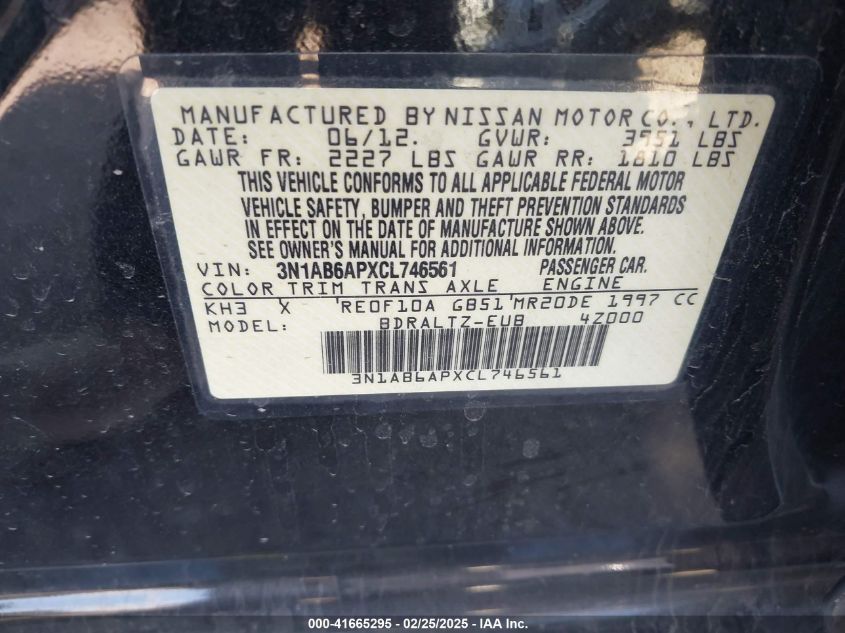 MANUFACTURED BY NISSAN MOTOR CO., LTD.
DATE: 06/12. GVWR: 3951 LBS
GAWR FR: 2227 LBS GAWR RR: 1810 LBS
THIS VEHICLE CONFORMS TO ALL APPLICABLE FEDERAL MOTOR
VEHICLE SAFETY, BUMPER AND THEFT PREVENTION STANDARDS
IN EFFECT ON THE DATE OF MANUFACTURE SHOWN ABOVE.
SEE OWNER'S MANUAL FOR ADDITIONAL INFORMATION.
VIN: 3N1AB6APXCL746561 PASSENGER CAR.
COLOR TRIM TRANS AXLE ENGINE
KH3 X RE0F10A GB51 MR20DE 1997 CC
MODEL: BDRALTZ-EUB 4Z000
3N1AB6APXCL746561
000-41665295 - 02/25/2025 - IAA, Inc.